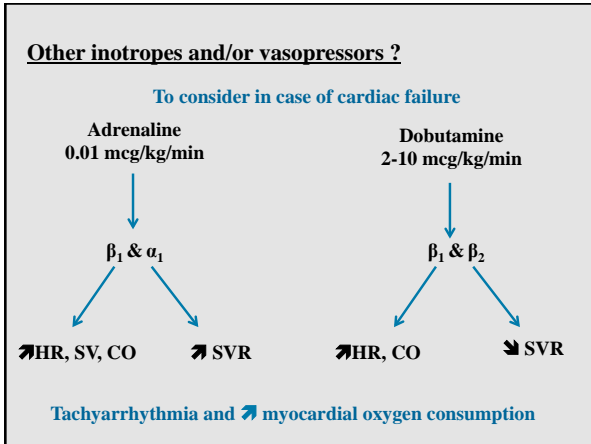 Other inotropes and/or vasopressors ?
To consider in case of cardiac failure
Adrenaline
0.01 mcg/kg/min
Dobutamine
2-10 mcg/kg/min
β₁ & α₁
β₁ & β₂
↗HR, SV, CO
↗ SVR
↗HR, CO
↘ SVR
Tachyarrhythmia and ↗ myocardial oxygen consumption